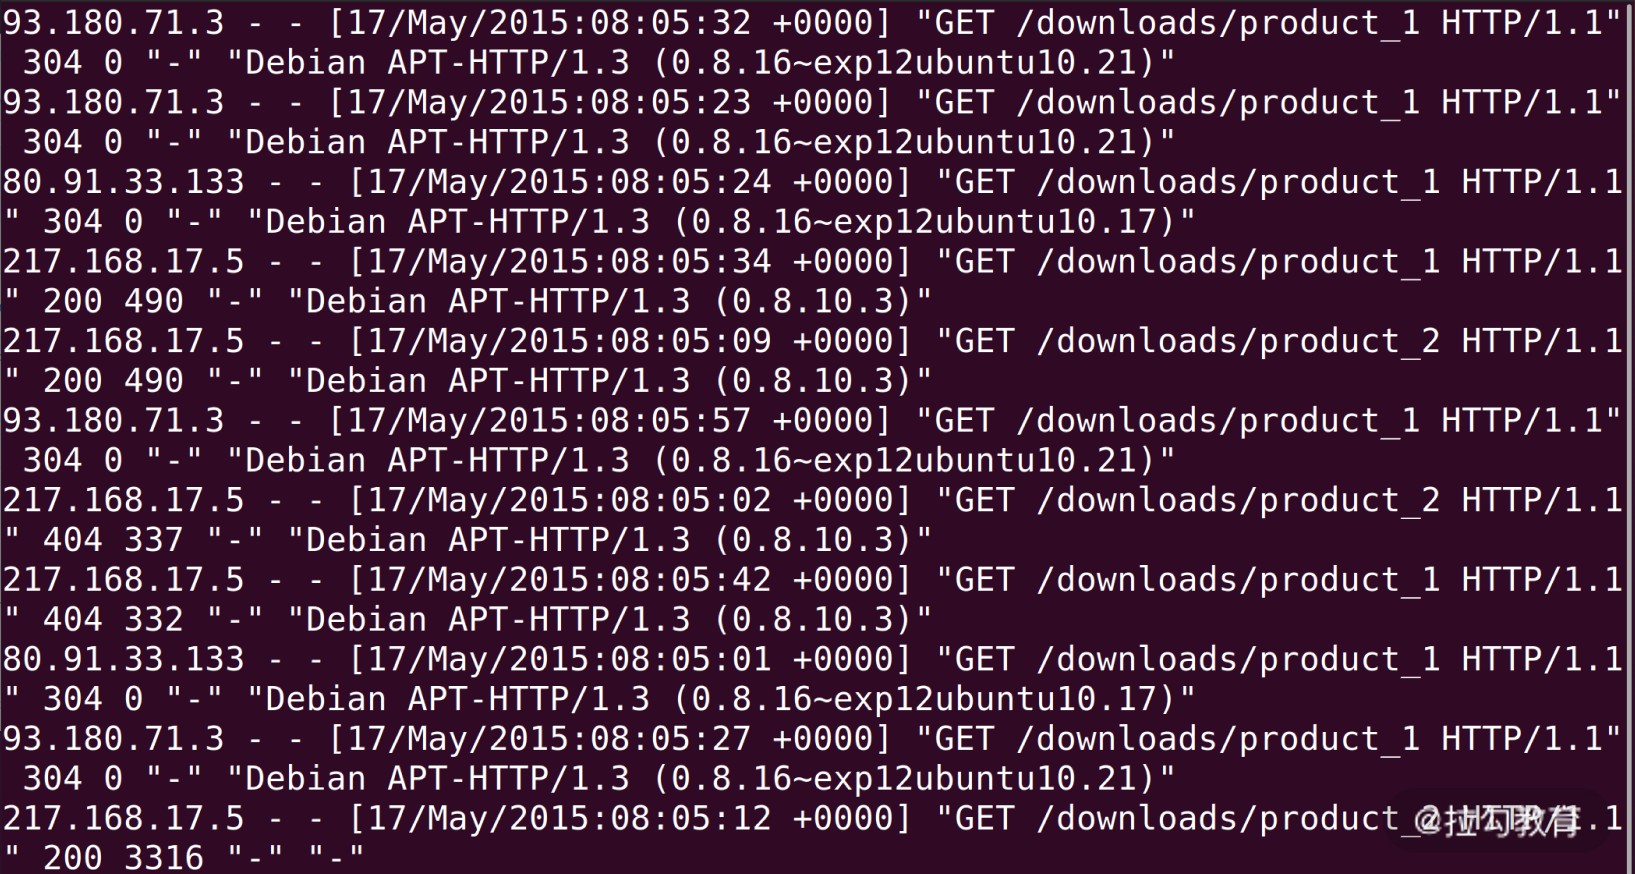 93.180.71.3 - - [17/May/2015:08:05:32 +0000] "GET /downloads/product_1 HTTP/1.1"
 304 0 "-" "Debian APT-HTTP/1.3 (0.8.16~exp12ubuntu10.21)"
93.180.71.3 - - [17/May/2015:08:05:23 +0000] "GET /downloads/product_1 HTTP/1.1"
 304 0 "-" "Debian APT-HTTP/1.3 (0.8.16~exp12ubuntu10.21)"
80.91.33.133 - - [17/May/2015:08:05:24 +0000] "GET /downloads/product_1 HTTP/1.1
" 304 0 "-" "Debian APT-HTTP/1.3 (0.8.16~exp12ubuntu10.17)"
217.168.17.5 - - [17/May/2015:08:05:34 +0000] "GET /downloads/product_1 HTTP/1.1
" 200 490 "-" "Debian APT-HTTP/1.3 (0.8.10.3)"
217.168.17.5 - - [17/May/2015:08:05:09 +0000] "GET /downloads/product_2 HTTP/1.1
" 200 490 "-" "Debian APT-HTTP/1.3 (0.8.10.3)"
93.180.71.3 - - [17/May/2015:08:05:57 +0000] "GET /downloads/product_1 HTTP/1.1"
 304 0 "-" "Debian APT-HTTP/1.3 (0.8.16~exp12ubuntu10.21)"
217.168.17.5 - - [17/May/2015:08:05:02 +0000] "GET /downloads/product_2 HTTP/1.1
" 404 337 "-" "Debian APT-HTTP/1.3 (0.8.10.3)"
217.168.17.5 - - [17/May/2015:08:05:42 +0000] "GET /downloads/product_1 HTTP/1.1
" 404 332 "-" "Debian APT-HTTP/1.3 (0.8.10.3)"
80.91.33.133 - - [17/May/2015:08:05:01 +0000] "GET /downloads/product_1 HTTP/1.1
" 304 0 "-" "Debian APT-HTTP/1.3 (0.8.16~exp12ubuntu10.17)"
93.180.71.3 - - [17/May/2015:08:05:27 +0000] "GET /downloads/product_1 HTTP/1.1"
 304 0 "-" "Debian APT-HTTP/1.3 (0.8.16~exp12ubuntu10.21)"
217.168.17.5 - - [17/May/2015:08:05:12 +0000] "GET /downloads/product_2 HTTP/1.1
@拉勾教育
" 200 3316 "-" "-"